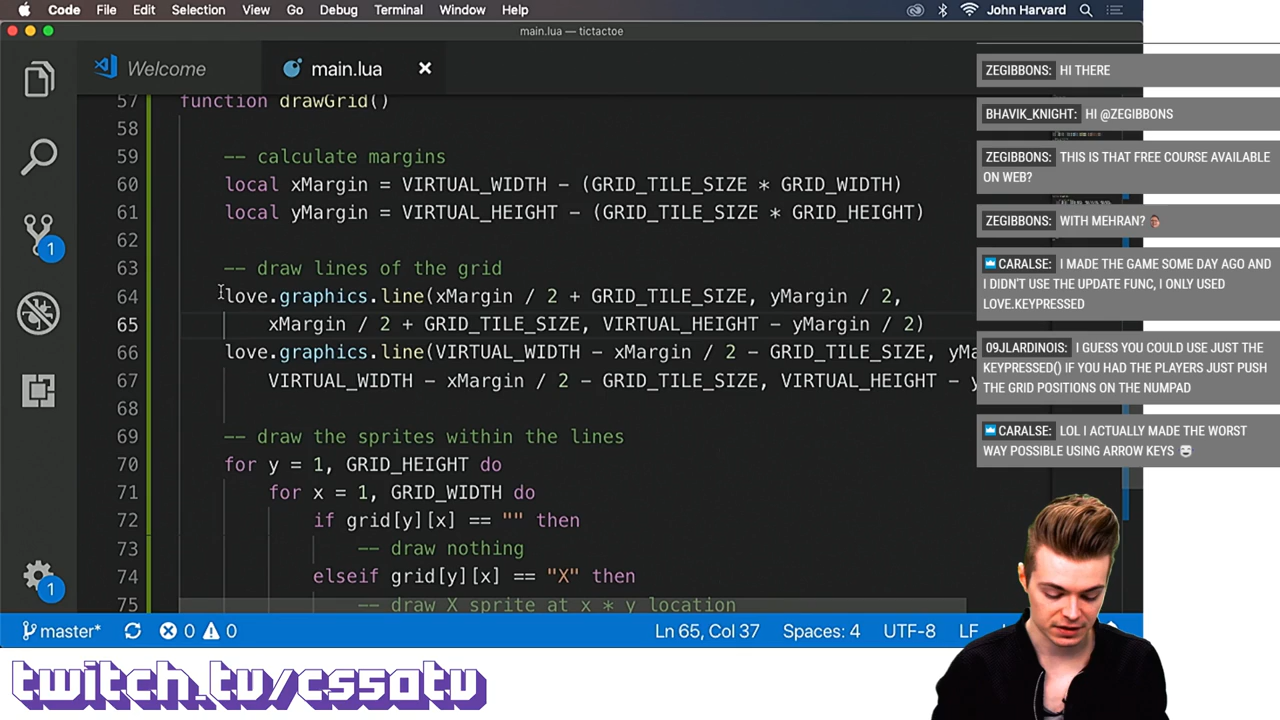 Code File Edit Selection View Go Debug Terminal Window Help John Harvard
main.lua — tictactoe
Welcome main.lua
57 function drawGrid()
58
59 -- calculate margins
60 local xMargin = VIRTUAL_WIDTH - (GRID_TILE_SIZE * GRID_WIDTH)
61 local yMargin = VIRTUAL_HEIGHT - (GRID_TILE_SIZE * GRID_HEIGHT)
62
63 -- draw lines of the grid
64 love.graphics.line(xMargin / 2 + GRID_TILE_SIZE, yMargin / 2,
65 xMargin / 2 + GRID_TILE_SIZE, VIRTUAL_HEIGHT - yMargin / 2)
66 love.graphics.line(VIRTUAL_WIDTH - xMargin / 2 - GRID_TILE_SIZE, yMa
67 VIRTUAL_WIDTH - xMargin / 2 - GRID_TILE_SIZE, VIRTUAL_HEIGHT - y
68
69 -- draw the sprites within the lines
70 for y = 1, GRID_HEIGHT do
71 for x = 1, GRID_WIDTH do
72 if grid[y][x] == "" then
73 -- draw nothing
74 elseif grid[y][x] == "X" then
75 -- draw X sprite at x * y location
1
1
master* 0 0 Ln 65, Col 37 Spaces: 4 UTF-8 LF
ZEGIBBONS: HI THERE
BHAVIK_KNIGHT: HI @ZEGIBBONS
ZEGIBBONS: THIS IS THAT FREE COURSE AVAILABLE
ON WEB?
ZEGIBBONS: WITH MEHRAN?
CARALSE: I MADE THE GAME SOME DAY AGO AND
I DIDN'T USE THE UPDATE FUNC, I ONLY USED
LOVE.KEYPRESSED
09JLARDINOIS: I GUESS YOU COULD USE JUST THE
KEYPRESSED() IF YOU HAD THE PLAYERS JUST PUSH
THE GRID POSITIONS ON THE NUMPAD
CARALSE: LOL I ACTUALLY MADE THE WORST
WAY POSSIBLE USING ARROW KEYS
twitch.tv/cs50tv